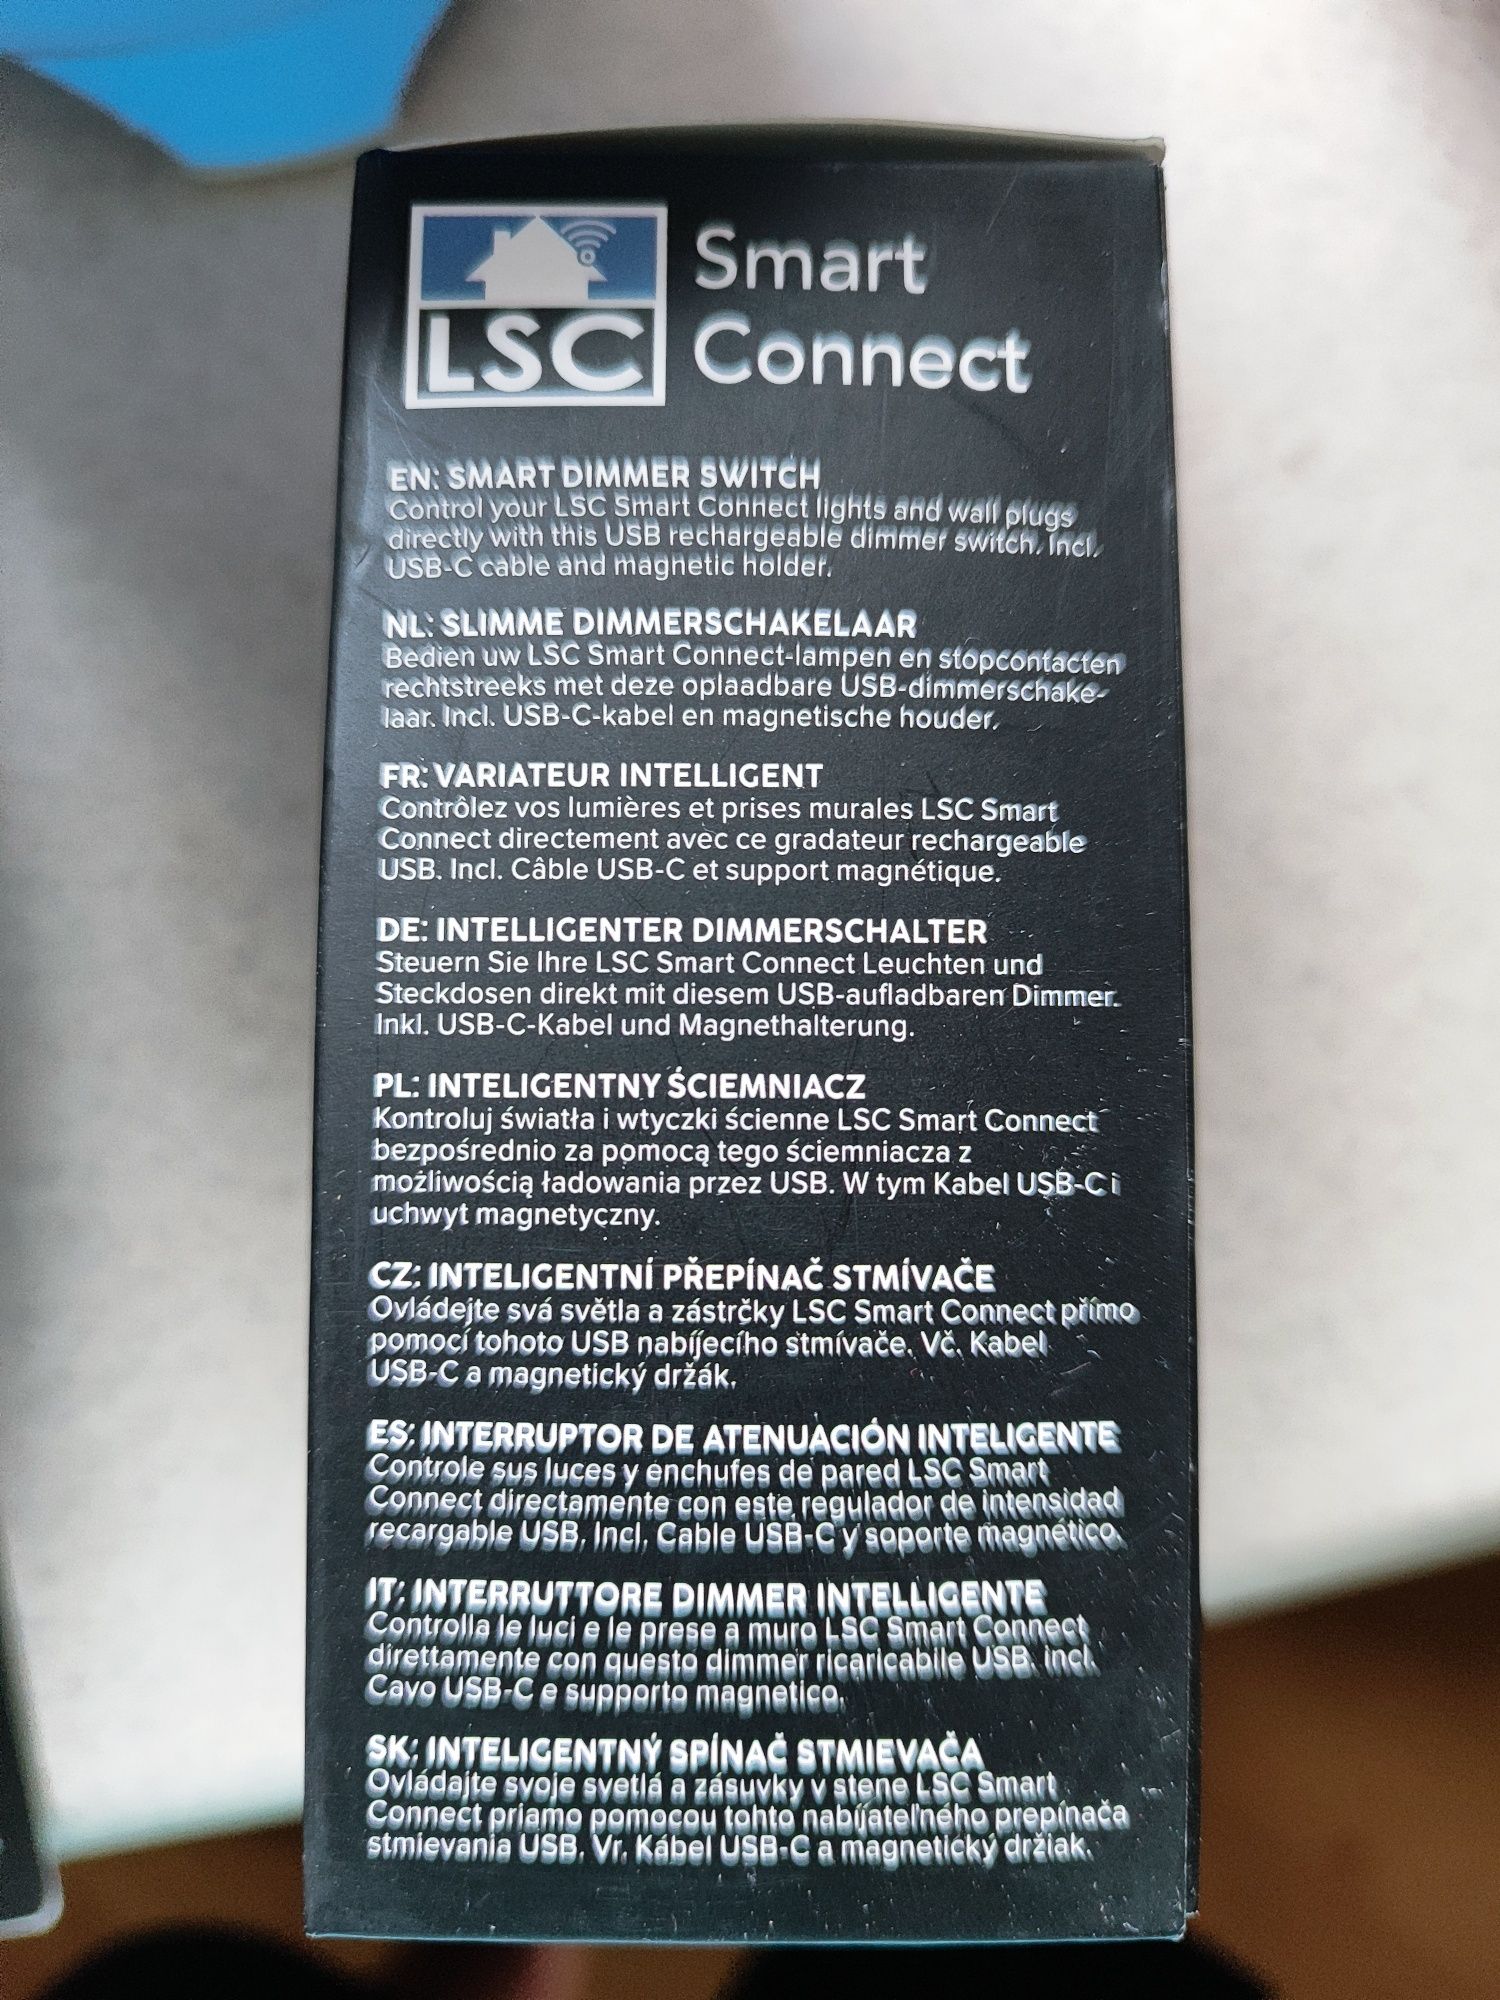 LSC
Smart
Connect
EN: SMART DIMMER SWITCH
Control your LSC Smart Connect lights and wall plugs
directly with this USB rechargeable dimmer switch. Incl.
USB-C cable and magnetic holder.
NL: SLIMME DIMMERSCHAKELAAR
Bedien uw LSC Smart Connect-lampen en stopcontacten
rechtstreeks met deze oplaadbare USB-dimmerschake-
laar. Incl. USB-C-kabel en magnetische houder.
FR: VARIATEUR INTELLIGENT
Contrôlez vos lumières et prises murales LSC Smart
Connect directement avec ce gradateur rechargeable
USB. Incl. Câble USB-C et support magnétique.
DE: INTELLIGENTER DIMMERSCHALTER
Steuern Sie Ihre LSC Smart Connect Leuchten und
Steckdosen direkt mit diesem USB-aufladbaren Dimmer.
Inkl. USB-C-Kabel und Magnethalterung.
PL: INTELIGENTNY ŚCIEMNIACZ
Kontroluj światła i wtyczki ścienne LSC Smart Connect
bezpośrednio za pomocą tego ściemniacza z
możliwością ładowania przez USB. W tym Kabel USB-C i
uchwyt magnetyczny.
CZ: INTELIGENTNÍ PŘEPÍNAČ STMÍVAČE
Ovládejte svá světla a zástrčky LSC Smart Connect přímo
pomocí tohoto USB nabíjecího stmívače. Vč. Kabel
USB-C a magnetický držák.
ES: INTERRUPTOR DE ATENUACIÓN INTELIGENTE
Controle sus luces y enchufes de pared LSC Smart
Connect directamente con este regulador de intensidad
recargable USB. Incl. Cable USB-C y soporte magnético.
IT: INTERRUTTORE DIMMER INTELLIGENTE
Controlla le luci e le prese a muro LSC Smart Connect
direttamente con questo dimmer ricaricabile USB. incl.
Cavo USB-C e supporto magnetico.
SK: INTELIGENTNÝ SPÍNAČ STMIEVAČA
Ovládajte svoje svetlá a zásuvky v stene LSC Smart
Connect priamo pomocou tohto nabíjateľného prepínača
stmievania USB. Vr. Kábel USB-C a magnetický držiak.